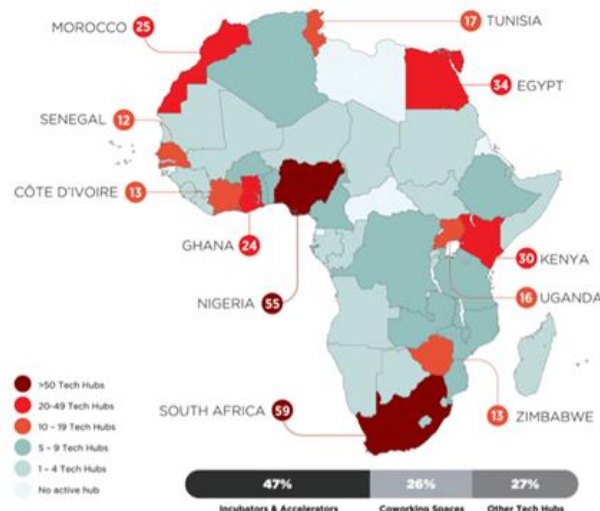 MOROCCO 25
17 TUNISIA
34 EGYPT
SENEGAL 12
CÔTE D'IVOIRE 13
GHANA 24
30 KENYA
NIGERIA 55
16 UGANDA
>50 Tech Hubs
20-49 Tech Hubs
10 – 19 Tech Hubs
5 – 9 Tech Hubs
1 – 4 Tech Hubs
No active hub
SOUTH AFRICA 59
13 ZIMBABWE
47% 26% 27%
Incubators & Accelerators Coworking Spaces Other Tech Hubs